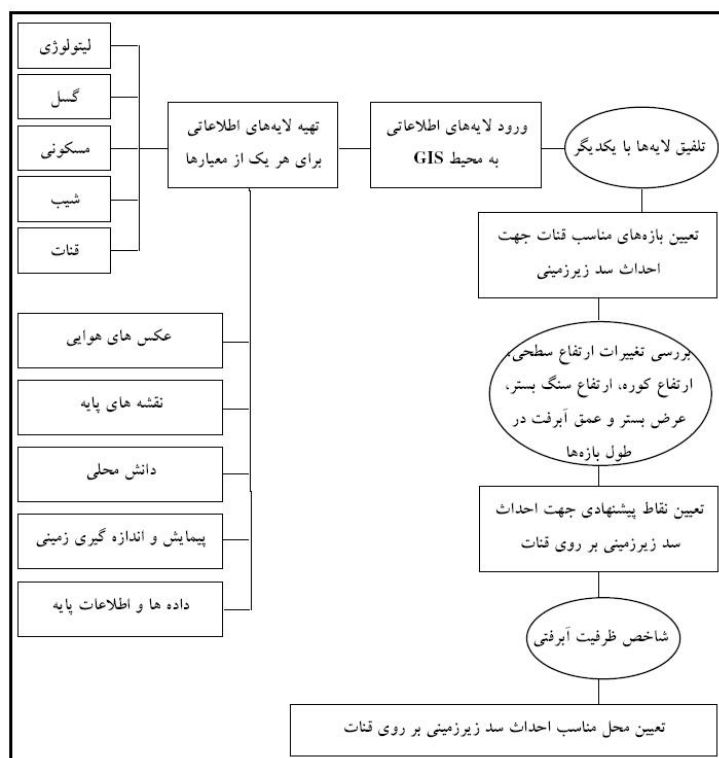 لیتولوژی
گسل
مسکونی
شیب
قنات
تهیه لایه‌های اطلاعاتی
برای هر یک از معیارها
ورود لایه‌های اطلاعاتی
به محیط GIS
تلفیق لایه‌ها با یکدیگر
تعیین بازه‌های مناسب قنات جهت
احداث سد زیرزمینی
بررسی تغییرات ارتفاع سطحی،
ارتفاع کوره، ارتفاع سنگ بستر،
عرض بستر و عمق آبرفت در
طول بازه‌ها
تعیین نقاط پیشنهادی جهت احداث
سد زیرزمینی بر روی قنات
شاخص ظرفیت آبرفتی
تعیین محل مناسب احداث سد زیرزمینی بر روی قنات
عکس های هوایی
نقشه های پایه
دانش محلی
پیمایش و اندازه گیری زمینی
داده ها و اطلاعات پایه